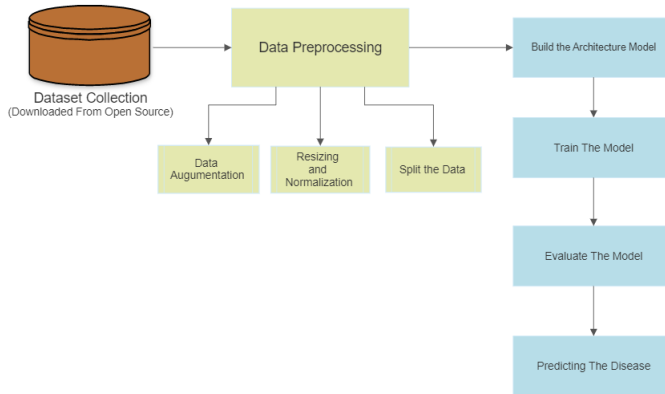 Data Preprocessing
Build the Architecture Model
Dataset Collection
(Downloaded From Open Source)
Data
Augumentation
Resizing
and
Normalization
Split the Data
Train The Model
Evaluate The Model
Predicting The Disease